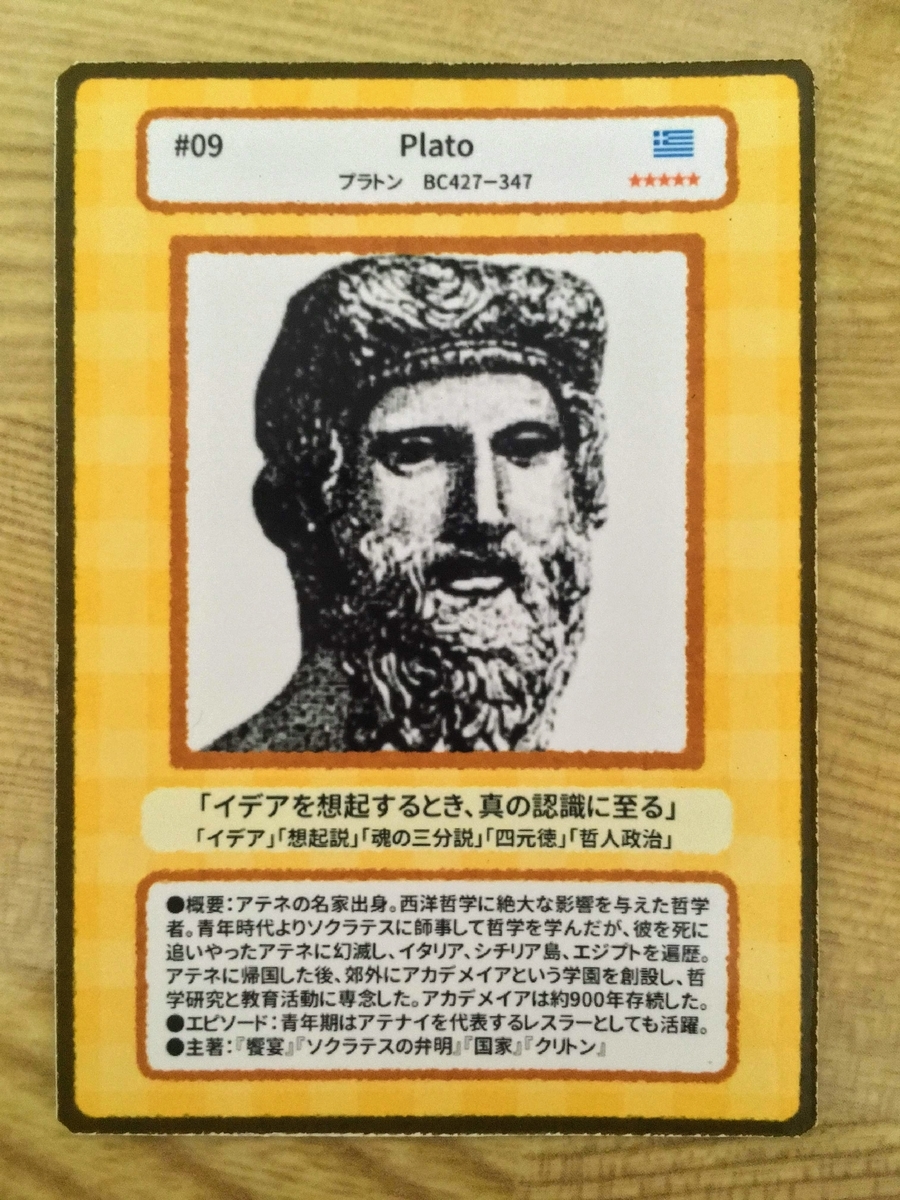 #09 Plato
プラトン BC427−347
★★★★★
「イデアを想起するとき、真の認識に至る」
「イデア」「想起説」「魂の三分説」「四元徳」「哲人政治」
●概要：アテネの名家出身。西洋哲学に絶大な影響を与えた哲学
者。青年時代よりソクラテスに師事して哲学を学んだが、彼を死に
追いやったアテネに幻滅し、イタリア、シチリア島、エジプトを遍歴。
アテネに帰国した後、郊外にアカデメイアという学園を創設し、哲
学研究と教育活動に専念した。アカデメイアは約900年存続した。
●エピソード：青年期はアテナイを代表するレスラーとしても活躍。
●主著：『饗宴』『ソクラテスの弁明』『国家』『クリトン』